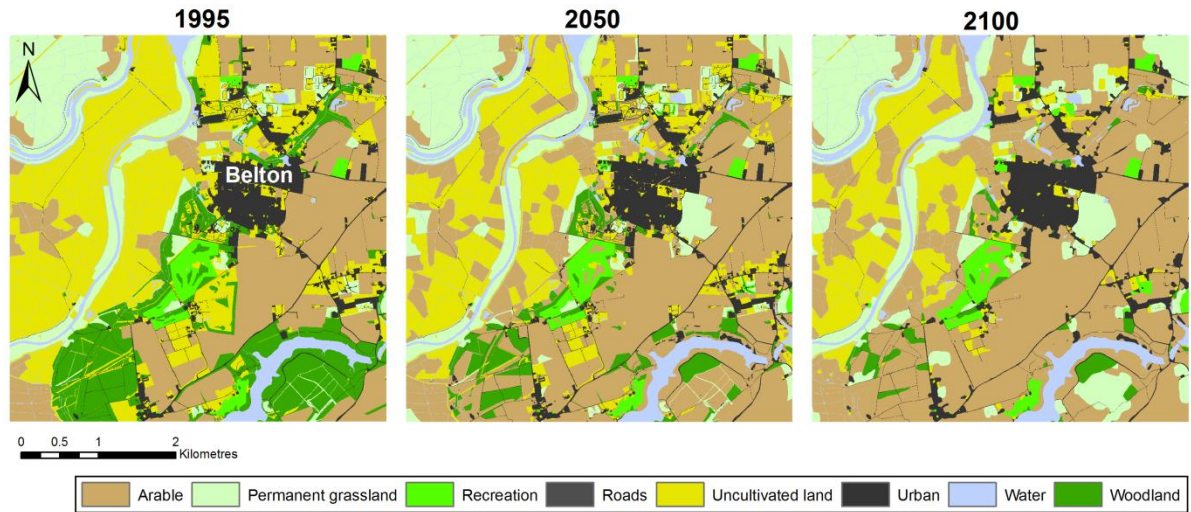 1995 2050 2100
N
Belton
0 0.5 1 2
Kilometres
Arable Permanent grassland Recreation Roads Uncultivated land Urban Water Woodland